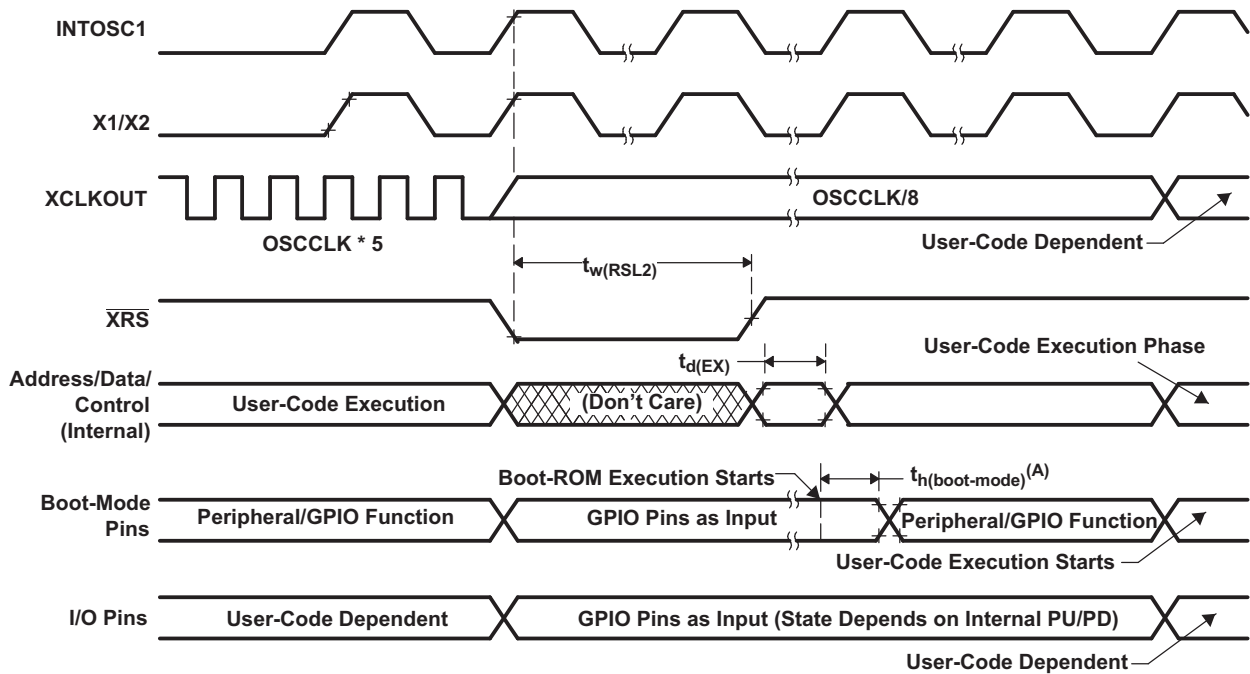 INTOSC1
X1/X2
XCLKOUT
OSCCLK/8
OSCCLK * 5
User-Code Dependent
tw(RSL2)
XRS
User-Code Execution Phase
td(EX)
Address/Data/
Control
(Internal)
User-Code Execution
(Don't Care)
Boot-ROM Execution Starts
th(boot-mode)(A)
Boot-Mode
Pins
Peripheral/GPIO Function
GPIO Pins as Input
Peripheral/GPIO Function
User-Code Execution Starts
I/O Pins
User-Code Dependent
GPIO Pins as Input (State Depends on Internal PU/PD)
User-Code Dependent